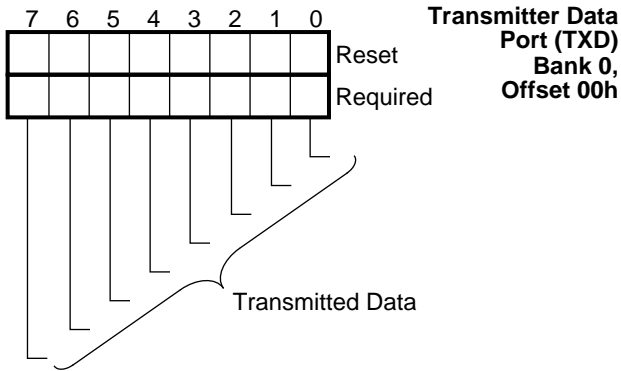 7 6 5 4 3 2 1 0
Reset
Required
Transmitter Data
Port (TXD)
Bank 0,
Offset 00h
Transmitted Data